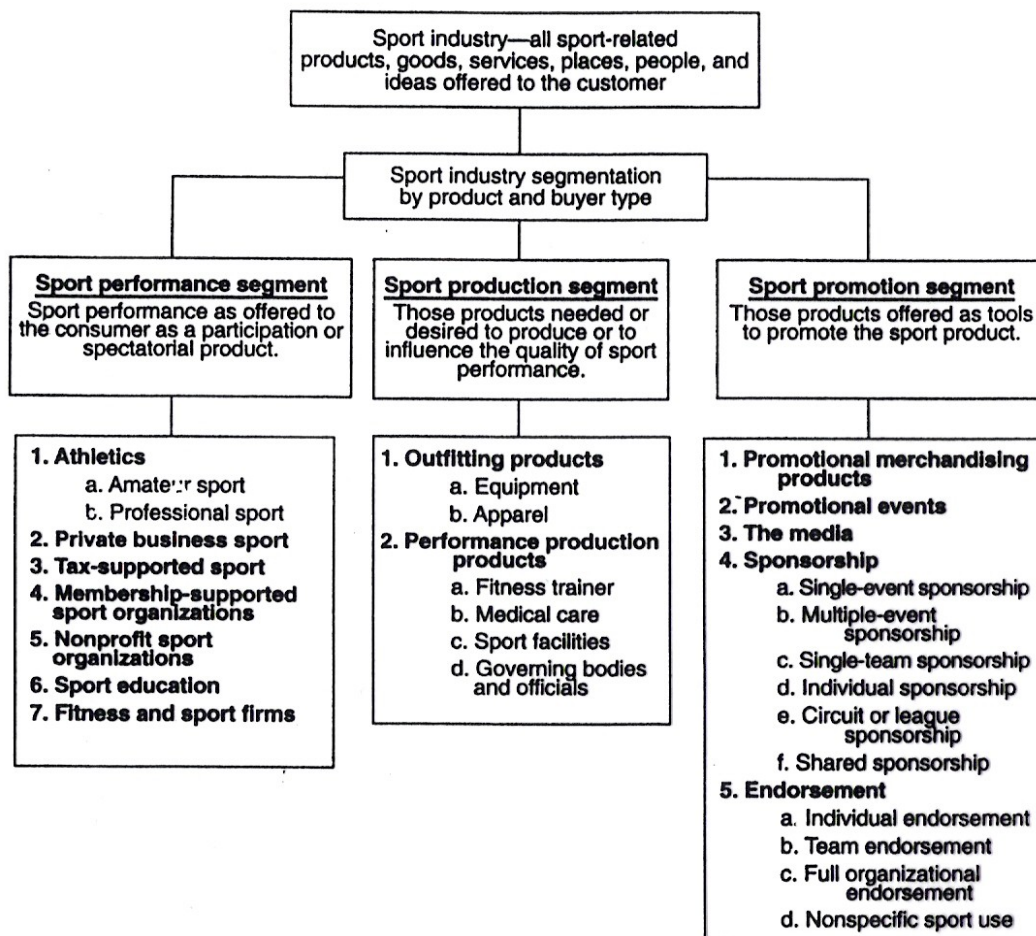 Sport industry—all sport-related
products, goods, services, places, people, and
ideas offered to the customer
Sport industry segmentation
by product and buyer type
Sport performance segment
Sport performance as offered to
the consumer as a participation or
spectatorial product.
Sport production segment
Those products needed or
desired to produce or to
influence the quality of sport
performance.
Sport promotion segment
Those products offered as tools
to promote the sport product.
1. Athletics
a. Amateur sport
b. Professional sport
2. Private business sport
3. Tax-supported sport
4. Membership-supported
sport organizations
5. Nonprofit sport
organizations
6. Sport education
7. Fitness and sport firms
1. Outfitting products
a. Equipment
b. Apparel
2. Performance production
products
a. Fitness trainer
b. Medical care
c. Sport facilities
d. Governing bodies
and officials
1. Promotional merchandising
products
2. Promotional events
3. The media
4. Sponsorship
a. Single-event sponsorship
b. Multiple-event
sponsorship
c. Single-team sponsorship
d. Individual sponsorship
e. Circuit or league
sponsorship
f. Shared sponsorship
5. Endorsement
a. Individual endorsement
b. Team endorsement
c. Full organizational
endorsement
d. Nonspecific sport use